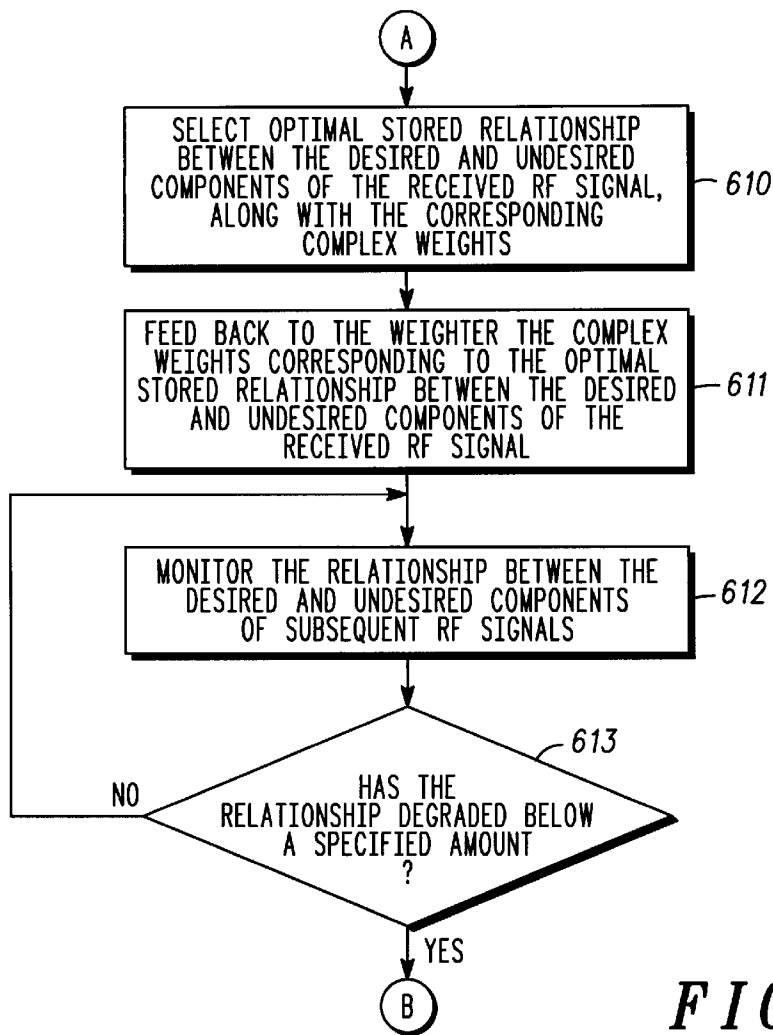 A
SELECT OPTIMAL STORED RELATIONSHIP
BETWEEN THE DESIRED AND UNDESIRED
COMPONENTS OF THE RECEIVED RF SIGNAL,
ALONG WITH THE CORRESPONDING
COMPLEX WEIGHTS
610
FEED BACK TO THE WEIGHTER THE COMPLEX
WEIGHTS CORRESPONDING TO THE OPTIMAL
STORED RELATIONSHIP BETWEEN THE DESIRED
AND UNDESIRED COMPONENTS OF THE
RECEIVED RF SIGNAL
611
MONITOR THE RELATIONSHIP BETWEEN THE
DESIRED AND UNDESIRED COMPONENTS
OF SUBSEQUENT RF SIGNALS
612
613
HAS THE
RELATIONSHIP DEGRADED BELOW
A SPECIFIED AMOUNT
?
NO
YES
B